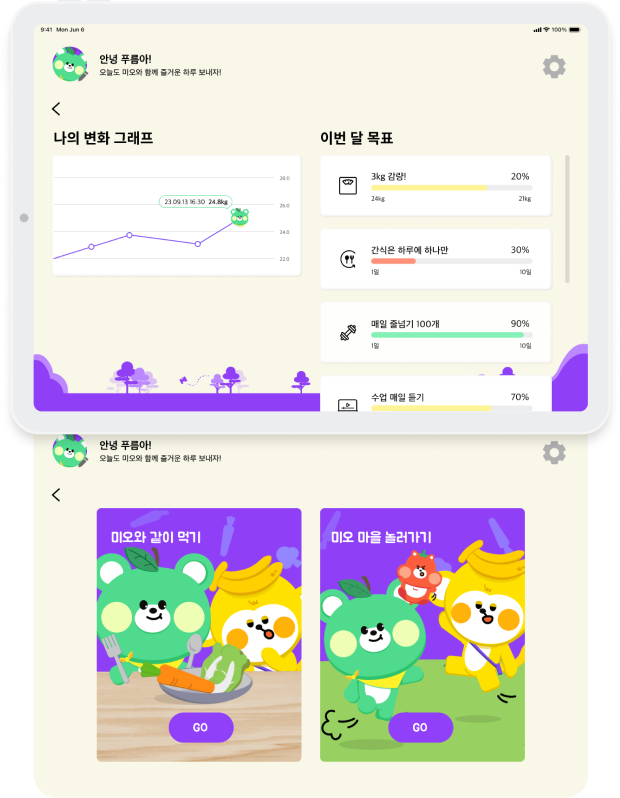 9:41 Mon Jun 6
100%
안녕 푸름아!
오늘도 미오와 함께 즐거운 하루 보내자!
나의 변화 그래프
28.0
26.0
23.09.13 16:30 24.8kg
24.0
22.0
이번 달 목표
3kg 감량! 20%
24kg 21kg
간식은 하루에 하나만 30%
1일 10일
매일 줄넘기 100개 90%
1일 10일
수업 매일 듣기 70%
안녕 푸름아!
오늘도 미오와 함께 즐거운 하루 보내자!
미오와 같이 먹기
GO
미오 마을 놀러가기
GO